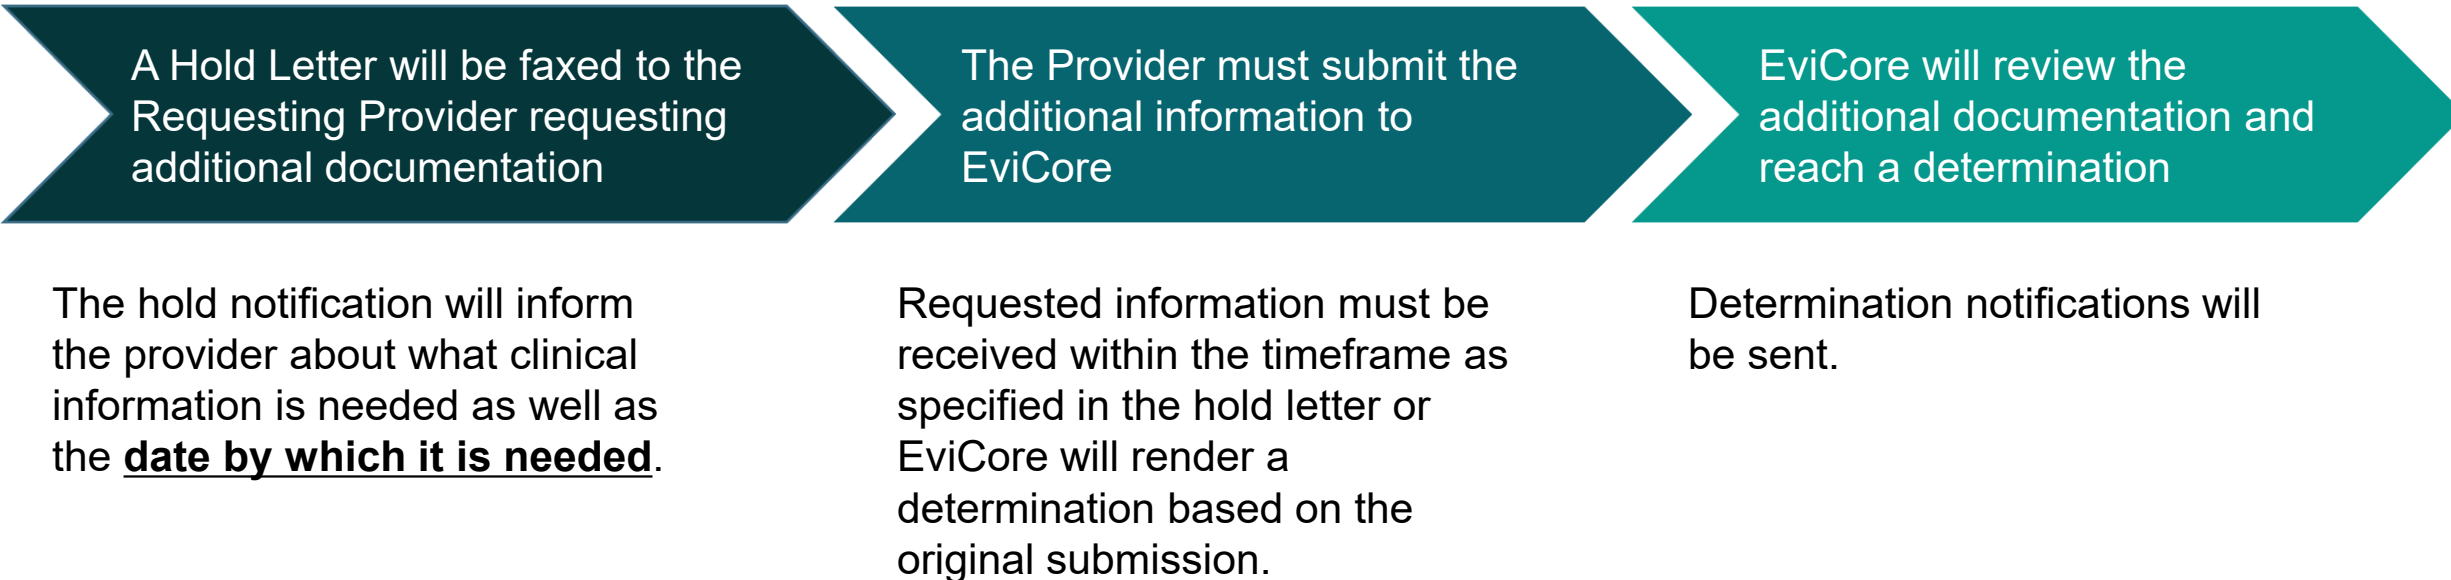 A Hold Letter will be faxed to the
Requesting Provider requesting
additional documentation
The Provider must submit the
additional information to
EviCore
EviCore will review the
additional documentation and
reach a determination
The hold notification will inform
the provider about what clinical
information is needed as well as
the date by which it is needed.
Requested information must be
received within the timeframe as
specified in the hold letter or
EviCore will render a
determination based on the
original submission.
Determination notifications will
be sent.